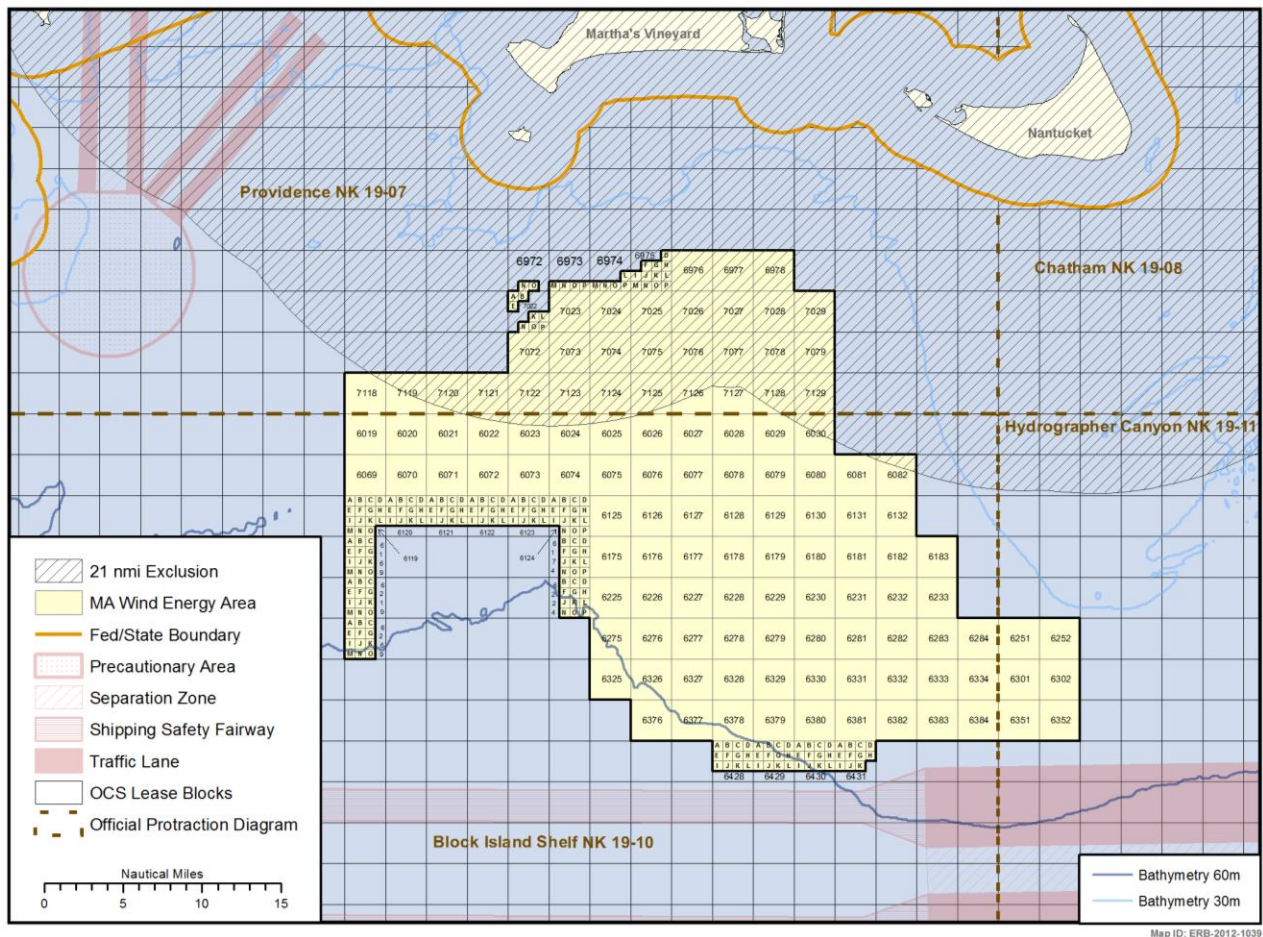 Martha's Vineyard
Nantucket
Providence NK 19-07
Chatham NK 19-08
6972 6973 6974 6975 D
F G H
L I J K L
N O M N O P M N O P M N O P
6976 6977 6978
A B
E
A L
N O P
7023 7024 7025 7026 7027 7028 7029
7072 7073 7074 7075 7076 7077 7078 7079
7118 7119 7120 7121 7122 7123 7124 7125 7126 7127 7128 7129
Hydrographer Canyon NK 19-11
6019 6020 6021 6022 6023 6024 6025 6026 6027 6028 6029 6030
6069 6070 6071 6072 6073 6074 6075 6076 6077 6078 6079 6080 6081 6082
A B C D A B C D A B C D A B C D A B C D A B C D
E F G H E F G H E F G H E F G H E F G H E F G H
I J K L I J K L I J K L I J K L I J K L I J K L
6125 6126 6127 6128 6129 6130 6131 6132
M N O 6120 6121 6122 6123 N O P
6119 6124
A B C B C D
E F G F G H
I J K J K L
M N O N O P
6175 6176 6177 6178 6179 6180 6181 6182 6183
A B C B C D
E F G F G H
I J K J K L
M N O N O P
6225 6226 6227 6228 6229 6230 6231 6232 6233
A B C
E F G
I J K
M N O
6275 6276 6277 6278 6279 6280 6281 6282 6283 6284 6251 6252
6325 6326 6327 6328 6329 6330 6331 6332 6333 6334 6301 6302
6376 6377 6378 6379 6380 6381 6382 6383 6384 6351 6352
A B C D A B C D A B C D A B C D
E F G H E F G H E F G H E F G H
I J K L I J K L I J K L I J K
6428 6429 6430 6431
Block Island Shelf NK 19-10
21 nmi Exclusion
MA Wind Energy Area
Fed/State Boundary
Precautionary Area
Separation Zone
Shipping Safety Fairway
Traffic Lane
OCS Lease Blocks
Official Protraction Diagram
Nautical Miles
0 5 10 15
Bathymetry 60m
Bathymetry 30m
Map ID: ERB-2012-1039